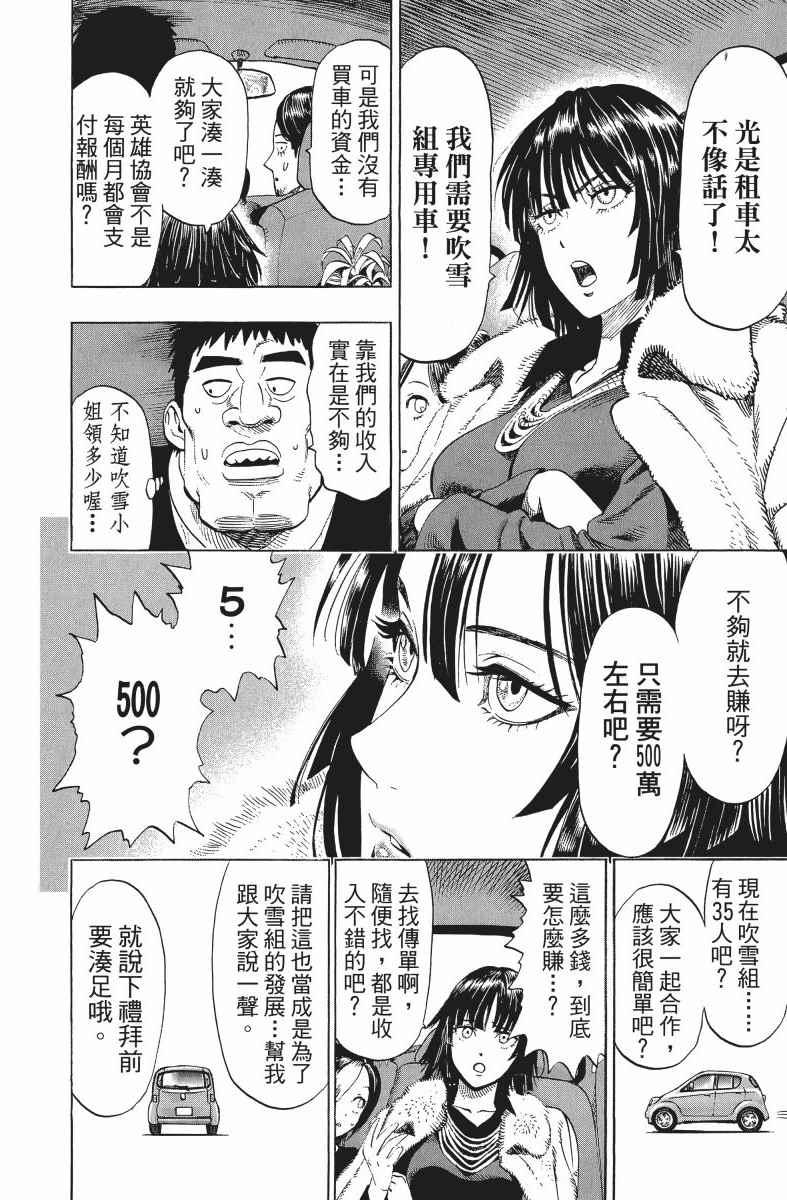 光是租車太
不像話了！
我們需要吹雪
組專用車！
可是我們沒有
買車的資金…
大家湊一湊
就夠了吧？
英雄協會不是
每個月都會支
付報酬嗎？
靠我們的收入
實在是不夠…
不知道吹雪小
姐領多少喔…
不夠就去賺呀？
只需要500萬
左右吧？
5…
500？
現在吹雪組……
有35人吧？
大家一起合作，
應該很簡單吧？
這麼多錢，到底
要怎麼賺…？
去找傳單啊，
隨便找，都是收
入不錯的吧？
請把這也當成是為了
吹雪組的發展…幫我
跟大家說一聲。
就說下禮拜前
要湊足哦。